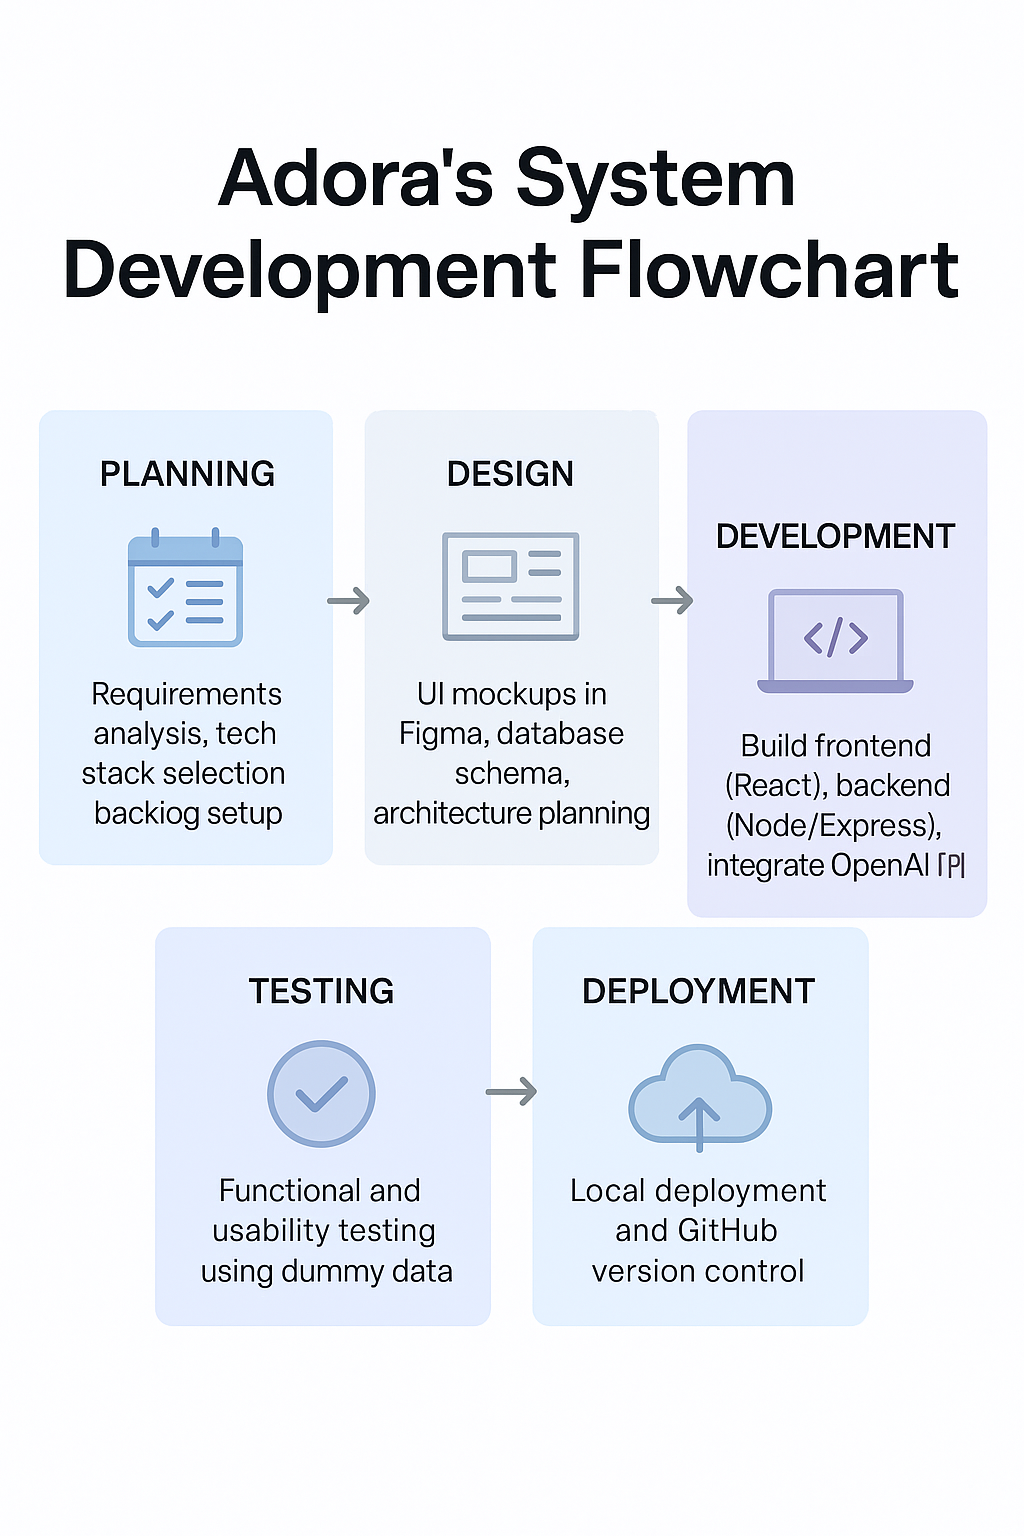 Adora's System
Development Flowchart
PLANNING
Requirements
analysis, tech
stack selection
backiog setup
DESIGN
UI mockups in
Figma, database
schema,
architecture planning
DEVELOPMENT
</>
Build frontend
(React), backend
(Node/Express),
integrate OpenAI
TESTING
Functional and
usability testing
using dummy data
DEPLOYMENT
Local deployment
and GitHub
version control